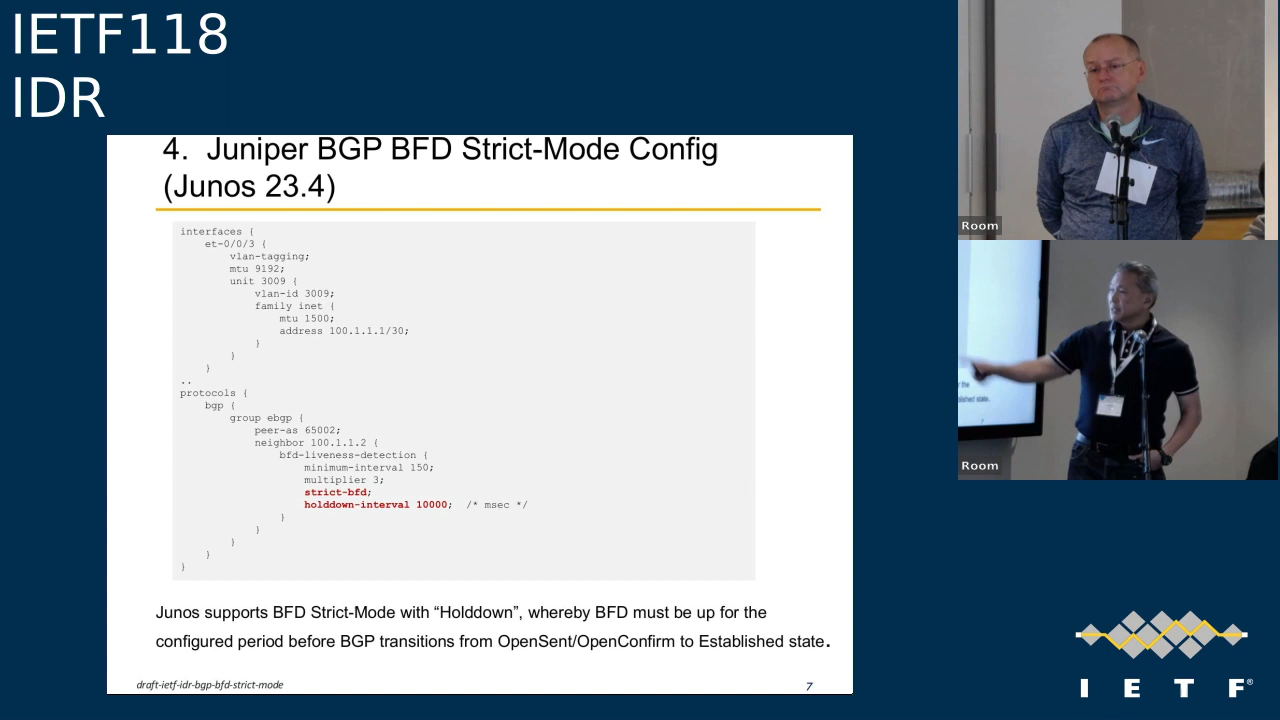 IETF118
IDR
4. Juniper BGP BFD Strict-Mode Config
(Junos 23.4)
interfaces {
    et-0/0/3 {
        vlan-tagging;
        mtu 9192;
        unit 3009 {
            vlan-id 3009;
            family inet {
                mtu 1500;
                address 100.1.1.1/30;
            }
        }
    }
..
protocols {
    bgp {
        group ebgp {
            peer-as 65002;
            neighbor 100.1.1.2 {
                bfd-liveness-detection {
                    minimum-interval 150;
                    multiplier 3;
                    strict-bfd;
                    holddown-interval 10000;  /* msec */
                }
            }
        }
    }
}
Junos supports BFD Strict-Mode with “Holddown”, whereby BFD must be up for the
configured period before BGP transitions from OpenSent/OpenConfirm to Established state.
draft-ietf-idr-bgp-bfd-strict-mode
7
Room
Room
I E T F®